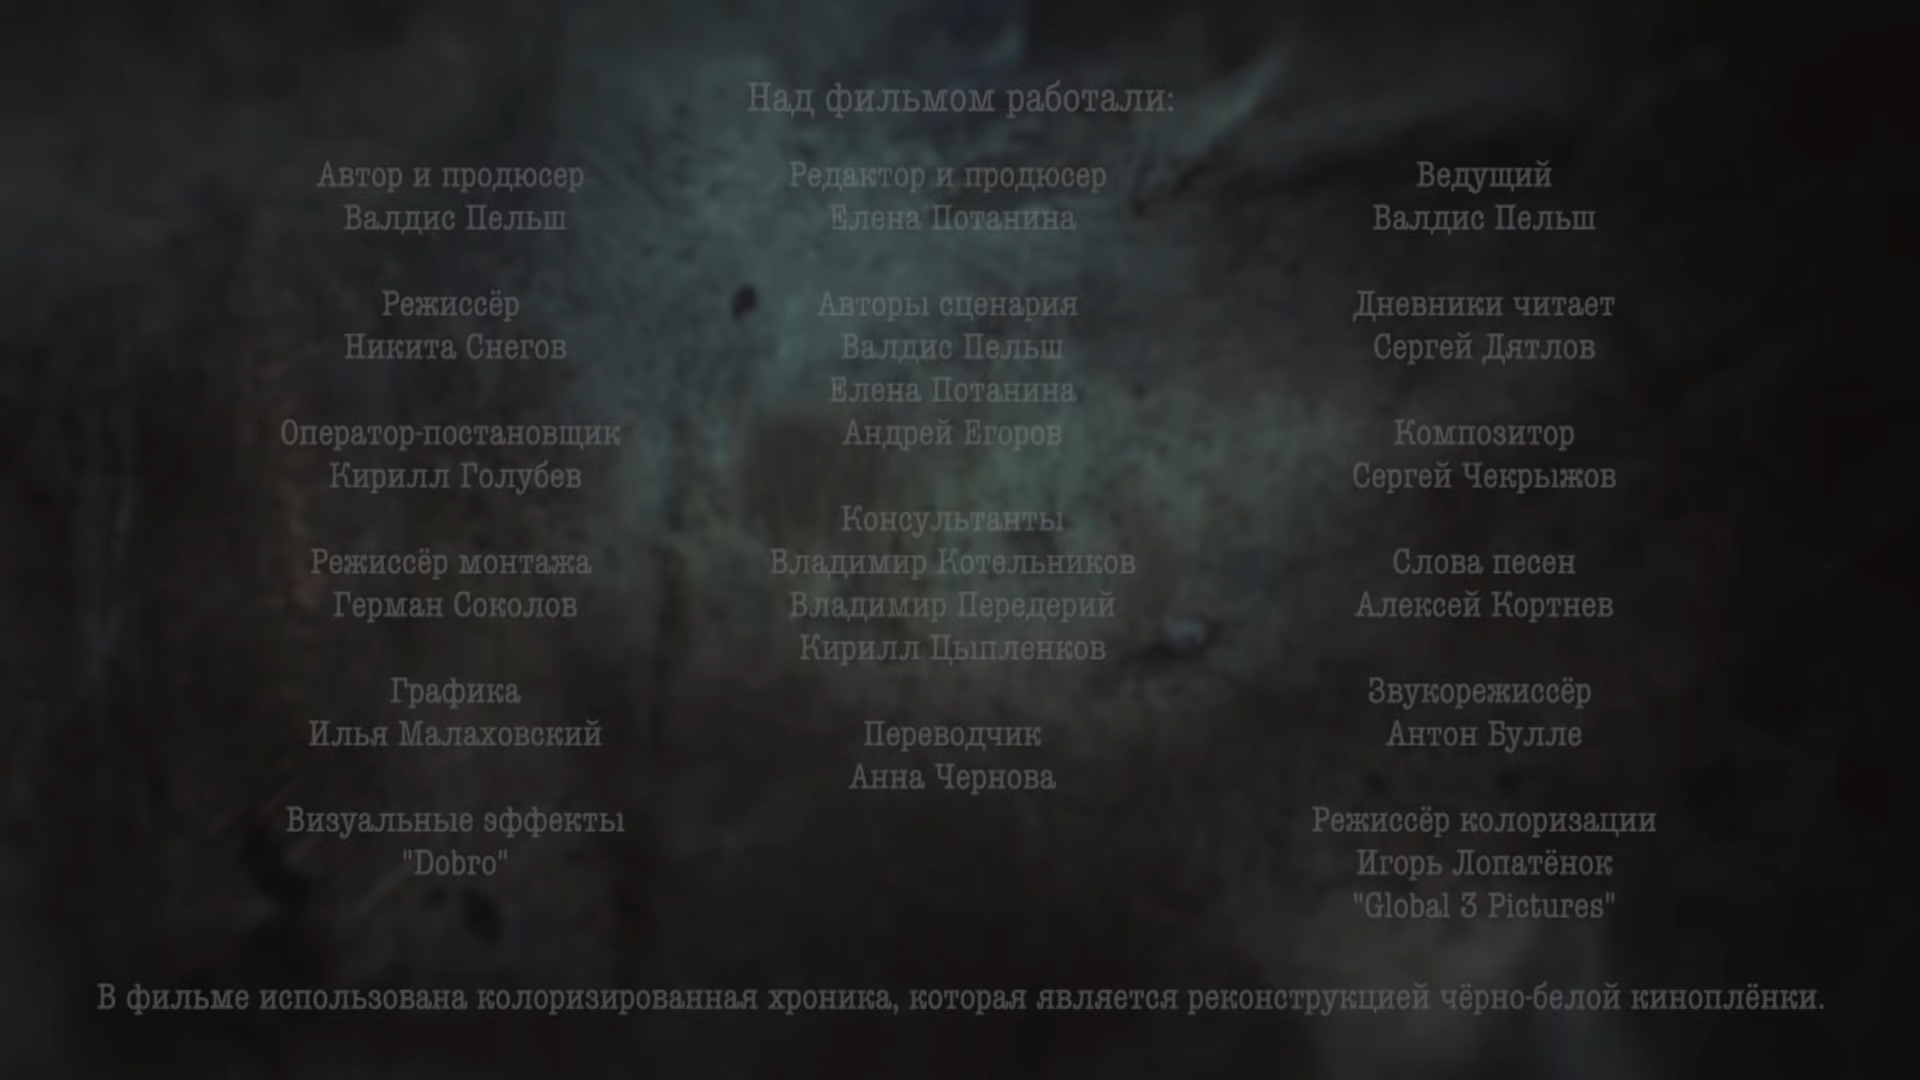 Над фильмом работали:
Автор и продюсер
Валдис Пельш
Режиссёр
Никита Снегов
Оператор-постановщик
Кирилл Голубев
Режиссёр монтажа
Герман Соколов
Графика
Илья Малаховский
Визуальные эффекты
"Dobro"
Редактор и продюсер
Елена Потанина
Авторы сценария
Валдис Пельш
Елена Потанина
Андрей Егоров
Консультанты
Владимир Котельников
Владимир Передерий
Кирилл Цыпленков
Переводчик
Анна Чернова
Ведущий
Валдис Пельш
Дневники читает
Сергей Дятлов
Композитор
Сергей Чекрыжов
Слова песен
Алексей Кортнев
Звукорежиссёр
Антон Булле
Режиссёр колоризации
Игорь Лопатёнок
"Global 3 Pictures"
В фильме использована колоризированная хроника, которая является реконструкцией чёрно-белой киноплёнки.